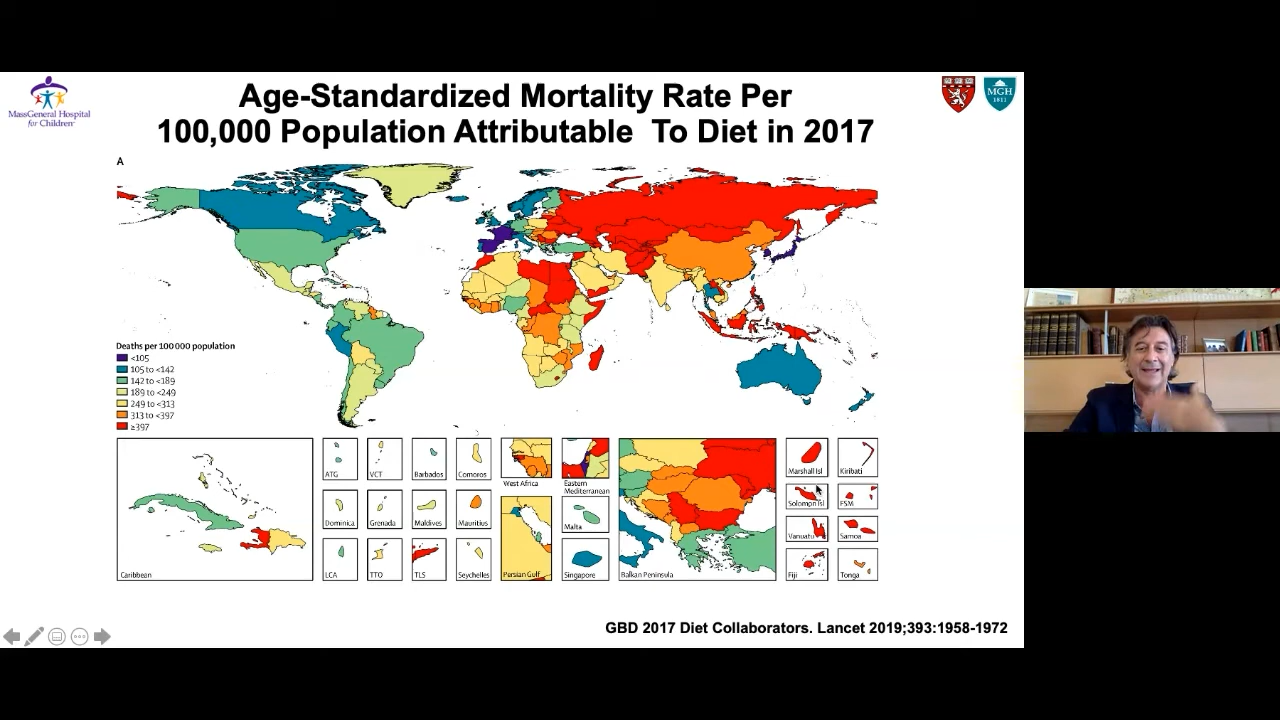 MassGeneral Hospital
for Children
Age-Standardized Mortality Rate Per
100,000 Population Attributable To Diet in 2017
MGH
1811
A
Deaths per 100 000 population
<105
105 to <142
142 to <189
189 to <249
249 to <313
313 to <397
≥397
Caribbean
ATG
VCT
Barbados
Comoros
West Africa
Eastern
Mediterranean
Dominica
Grenada
Maldives
Mauritius
Malta
LCA
TTO
TLS
Seychelles
Persian Gulf
Singapore
Balkan Peninsula
Marshall Isl
Kiribati
Solomon Isl
FSM
Vanuatu
Samoa
Fiji
Tonga
GBD 2017 Diet Collaborators. Lancet 2019;393:1958-1972